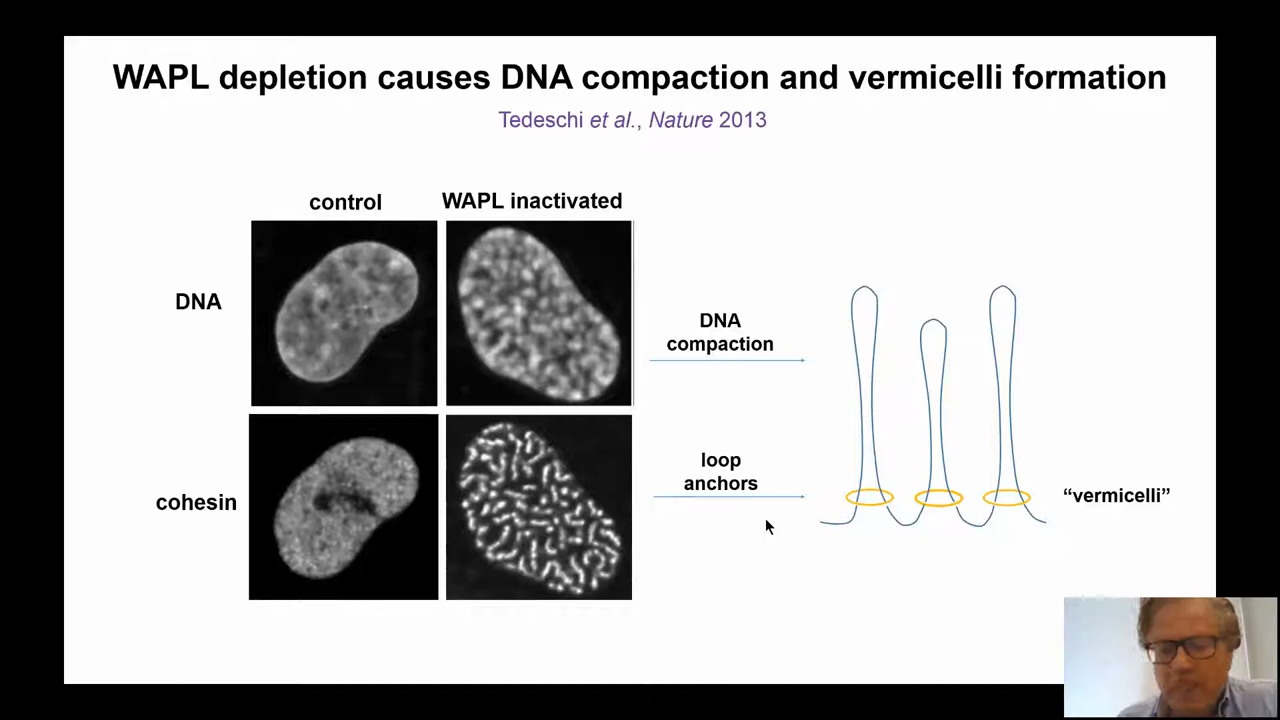 WAPL depletion causes DNA compaction and vermicelli formation
Tedeschi et al., Nature 2013
control
WAPL inactivated
DNA
DNA
compaction
cohesin
loop
anchors
“vermicelli”